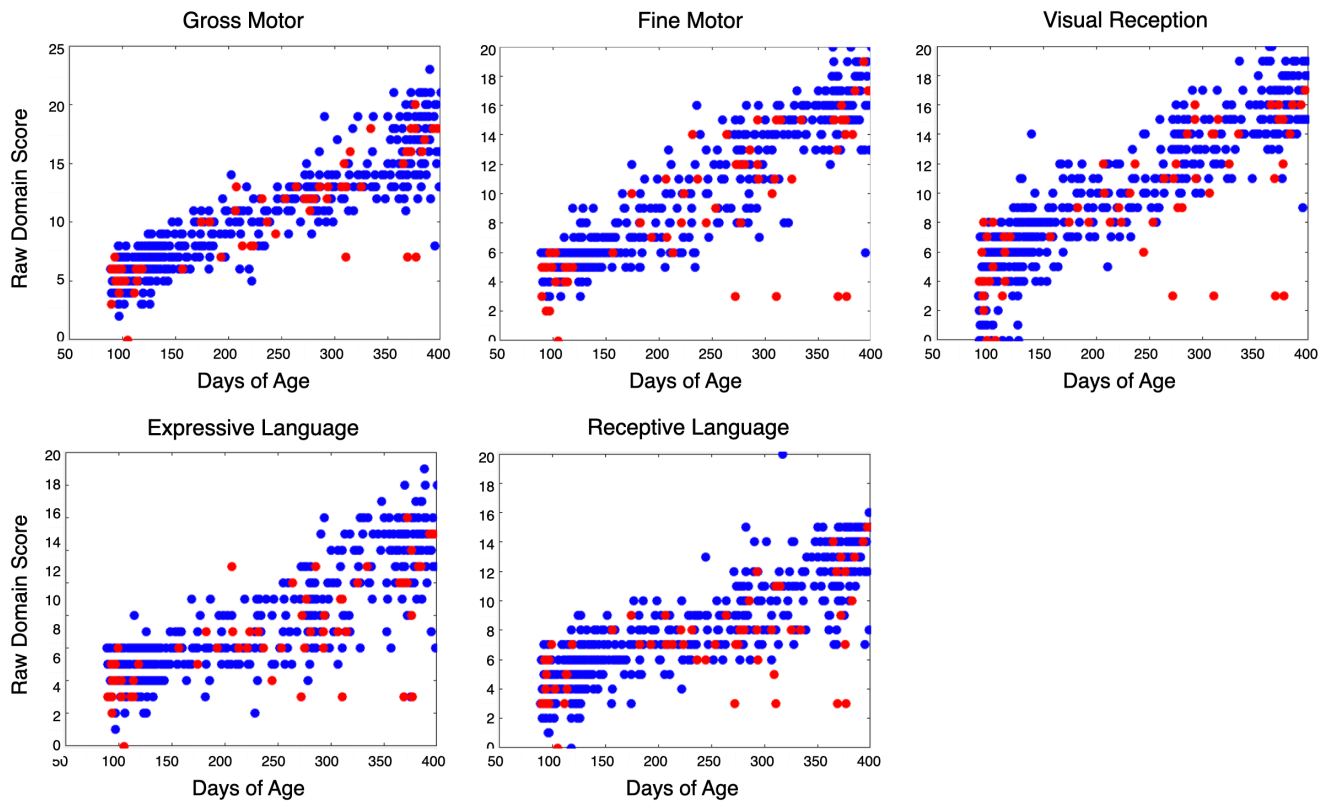 Gross Motor
Fine Motor
Visual Reception
Raw Domain Score
25
20
15
10
5
0
50 100 150 200 250 300 350 400
Days of Age
20
18
16
14
12
10
8
6
4
2
0
50 100 150 200 250 300 350 400
Days of Age
20
18
16
14
12
10
8
6
4
2
0
50 100 150 200 250 300 350 400
Days of Age
Expressive Language
Receptive Language
Raw Domain Score
20
18
16
14
12
10
8
6
4
2
0
50 100 150 200 250 300 350 400
Days of Age
20
18
16
14
12
10
8
6
4
2
0
50 100 150 200 250 300 350 400
Days of Age